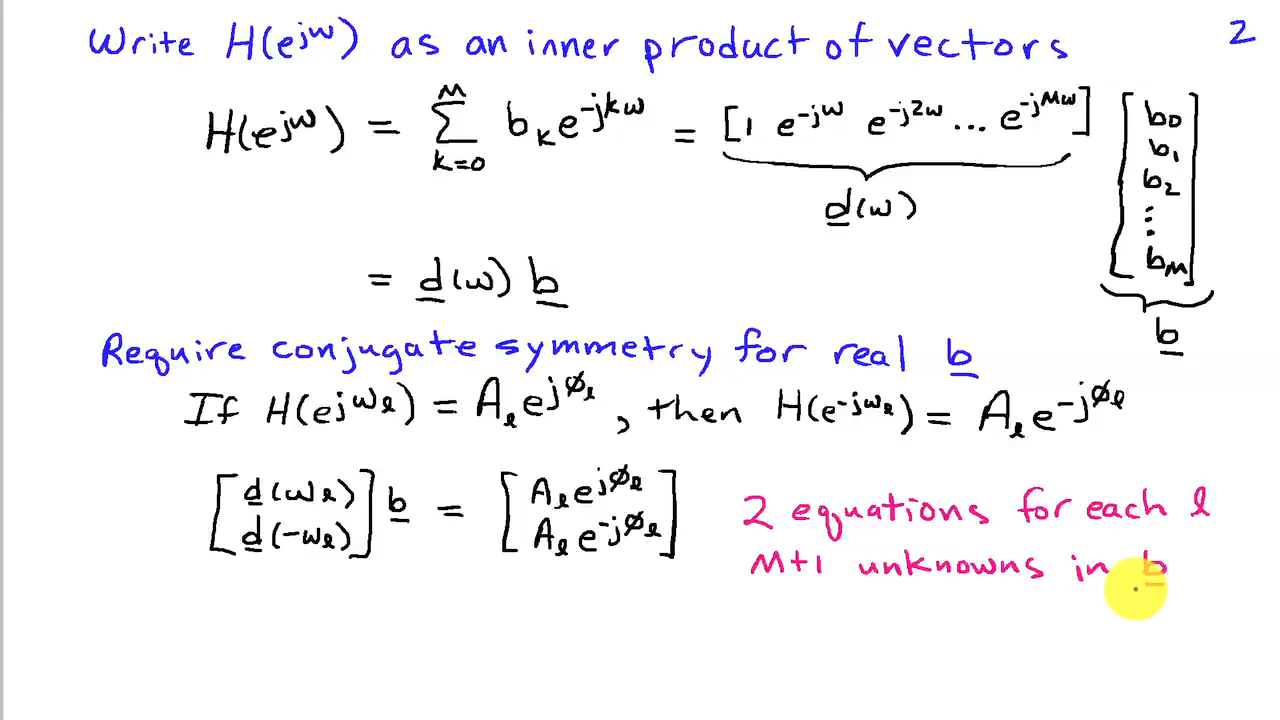 Write H(e^{jω}) as an inner product of vectors 2
H(e^{jω}) = \sum_{k=0}^{M} b_k e^{-jkω} = [1 e^{-jω} e^{-j2ω} ... e^{-jMω}] [b_0 b_1 b_2 ... b_M]
d(ω)
= d(ω) b
b
Require conjugate symmetry for real b
If H(e^{jω_l}) = A_l e^{jφ_l}, then H(e^{-jω_l}) = A_l e^{-jφ_l}
[d(ω_l) d(-ω_l)] b = [A_l e^{jφ_l} A_l e^{-jφ_l}]
2 equations for each l
M+1 unknowns in b